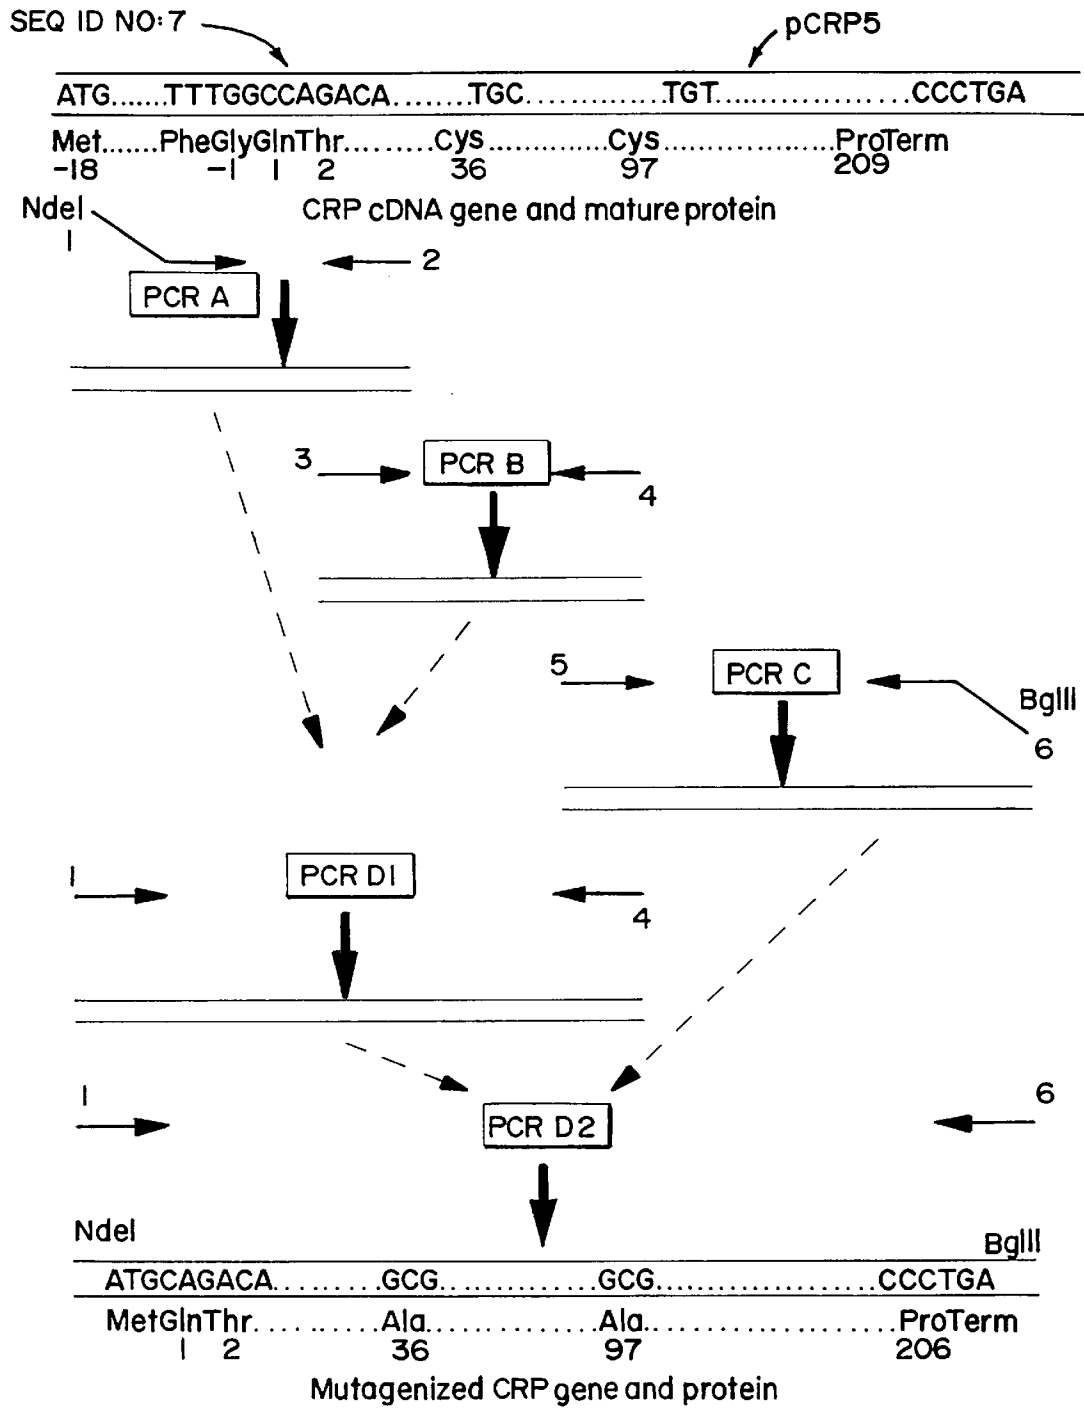 SEQ ID NO:7
pCRP5
ATG.......TTTGGCCAGACA........TGC.............TGT....................CCCTGA
Met.......PheGlyGlnThr.........Cys............Cys.................ProTerm
-18 -1 1 2 36 97 209
NdeI
CRP cDNA gene and mature protein
1
2
PCR A
3
PCR B
4
5
PCR C
BglII
6
1
PCR D1
4
1
6
PCR D2
NdeI
BglII
ATGCAGACA.........GCG.............GCG...................CCCTGA
MetGlnThr...........Ala.................Ala.....................ProTerm
1 2 36 97 206
Mutagenized CRP gene and protein